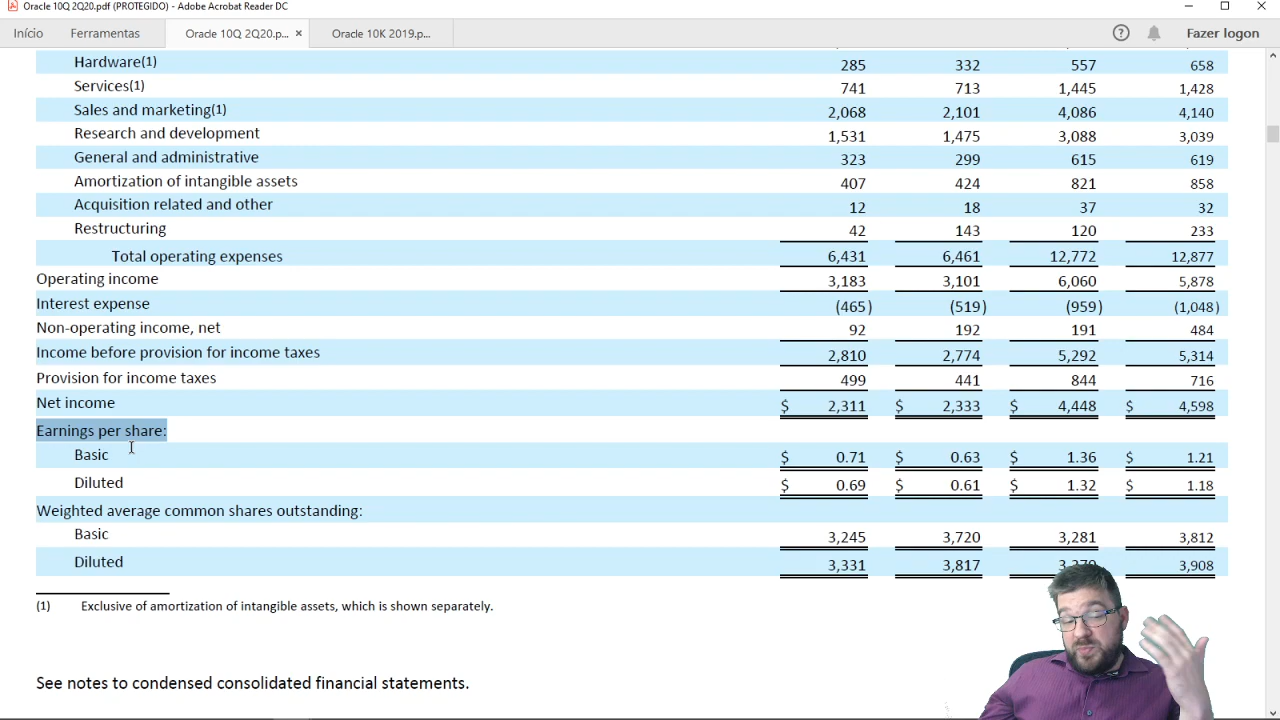 Oracle 10Q 2Q20.pdf (PROTEGIDO) - Adobe Acrobat Reader DC
Início Ferramentas Oracle 10Q 2Q20.p... × Oracle 10K 2019.p... Fazer logon
Hardware(1) 285 332 557 658
Services(1) 741 713 1,445 1,428
Sales and marketing(1) 2,068 2,101 4,086 4,140
Research and development 1,531 1,475 3,088 3,039
General and administrative 323 299 615 619
Amortization of intangible assets 407 424 821 858
Acquisition related and other 12 18 37 32
Restructuring 42 143 120 233
Total operating expenses 6,431 6,461 12,772 12,877
Operating income 3,183 3,101 6,060 5,878
Interest expense (465) (519) (959) (1,048)
Non-operating income, net 92 192 191 484
Income before provision for income taxes 2,810 2,774 5,292 5,314
Provision for income taxes 499 441 844 716
Net income $ 2,311 $ 2,333 $ 4,448 $ 4,598
Earnings per share:
Basic $ 0.71 $ 0.63 $ 1.36 $ 1.21
Diluted $ 0.69 $ 0.61 $ 1.32 $ 1.18
Weighted average common shares outstanding:
Basic 3,245 3,720 3,281 3,812
Diluted 3,331 3,817 3,908
(1) Exclusive of amortization of intangible assets, which is shown separately.
See notes to condensed consolidated financial statements.